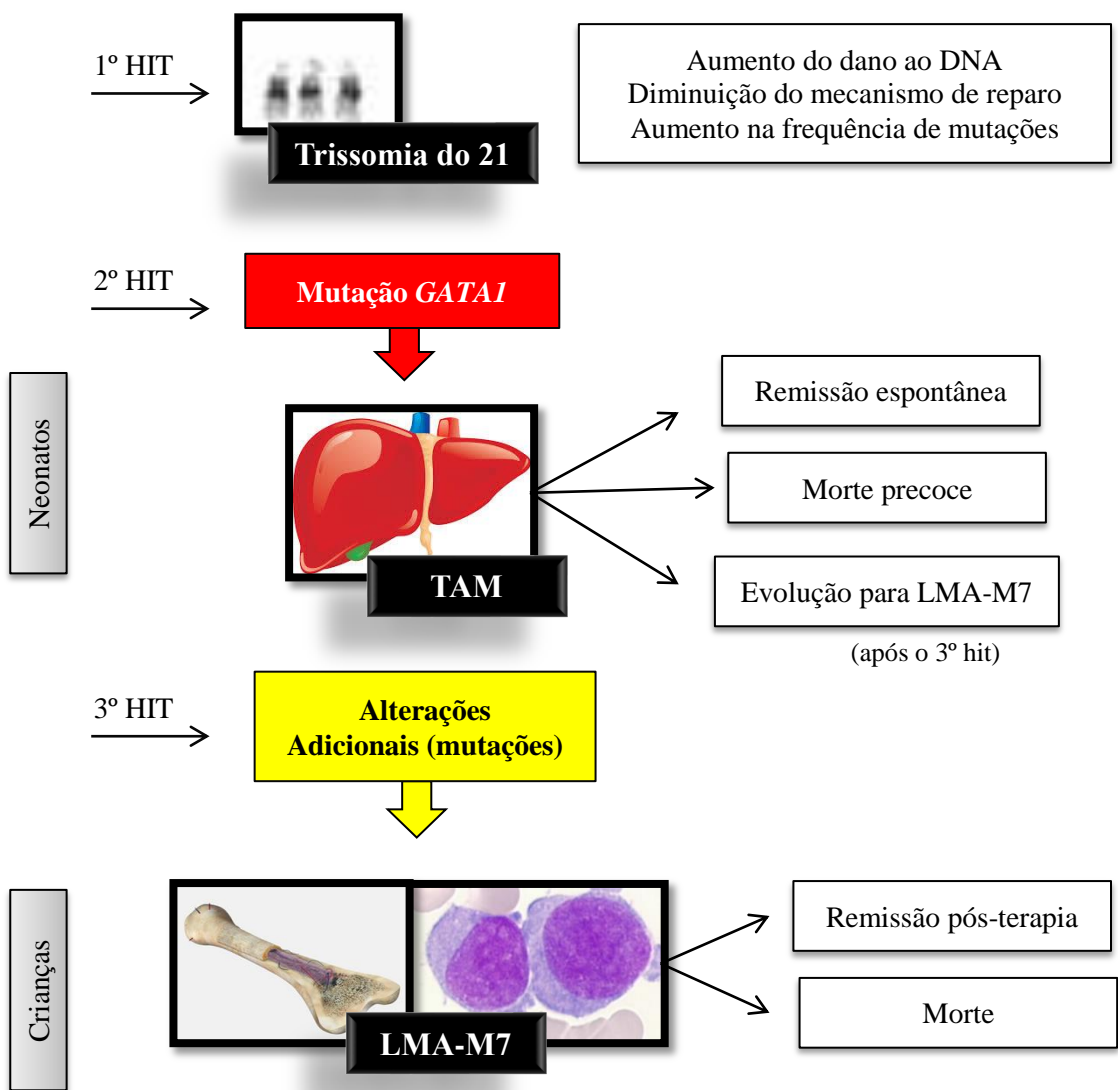 1º HIT
Trissomia do 21
Aumento do dano ao DNA
Diminuição do mecanismo de reparo
Aumento na frequência de mutações
2º HIT
Mutação GATA1
Neonatos
TAM
Remissão espontânea
Morte precoce
Evolução para LMA-M7
(após o 3º hit)
3º HIT
Alterações
Adicionais (mutações)
Crianças
LMA-M7
Remissão pós-terapia
Morte